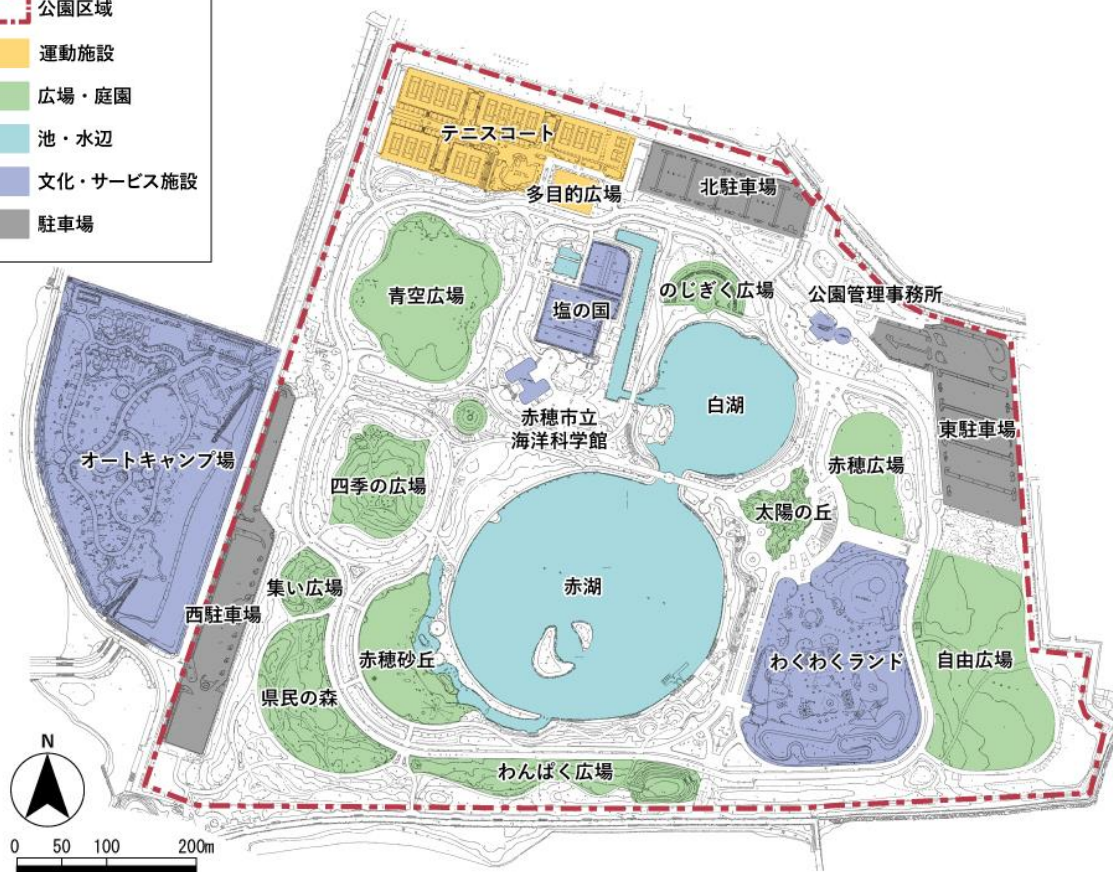 公園区域
運動施設
広場・庭園
池・水辺
文化・サービス施設
駐車場
テニスコート
多目的広場
北駐車場
青空広場
塩の国
のじぎく広場
公園管理事務所
白湖
赤穂市立
海洋科学館
東駐車場
オートキャンプ場
四季の広場
赤穂広場
太陽の丘
集い広場
赤湖
西駐車場
赤穂砂丘
わくわくランド
自由広場
県民の森
わんぱく広場
N
0 50 100 200m